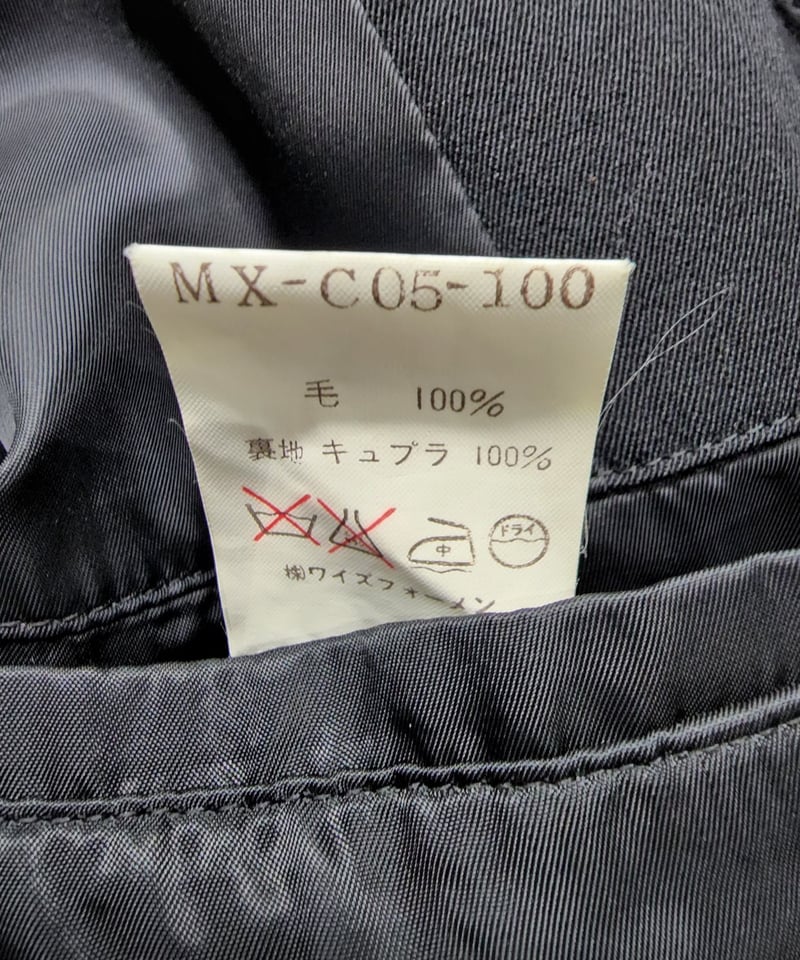 MX-C05-100
毛 100%
裏地 キュプラ 100%
中 ドライ
㈱ワイズフォーメン